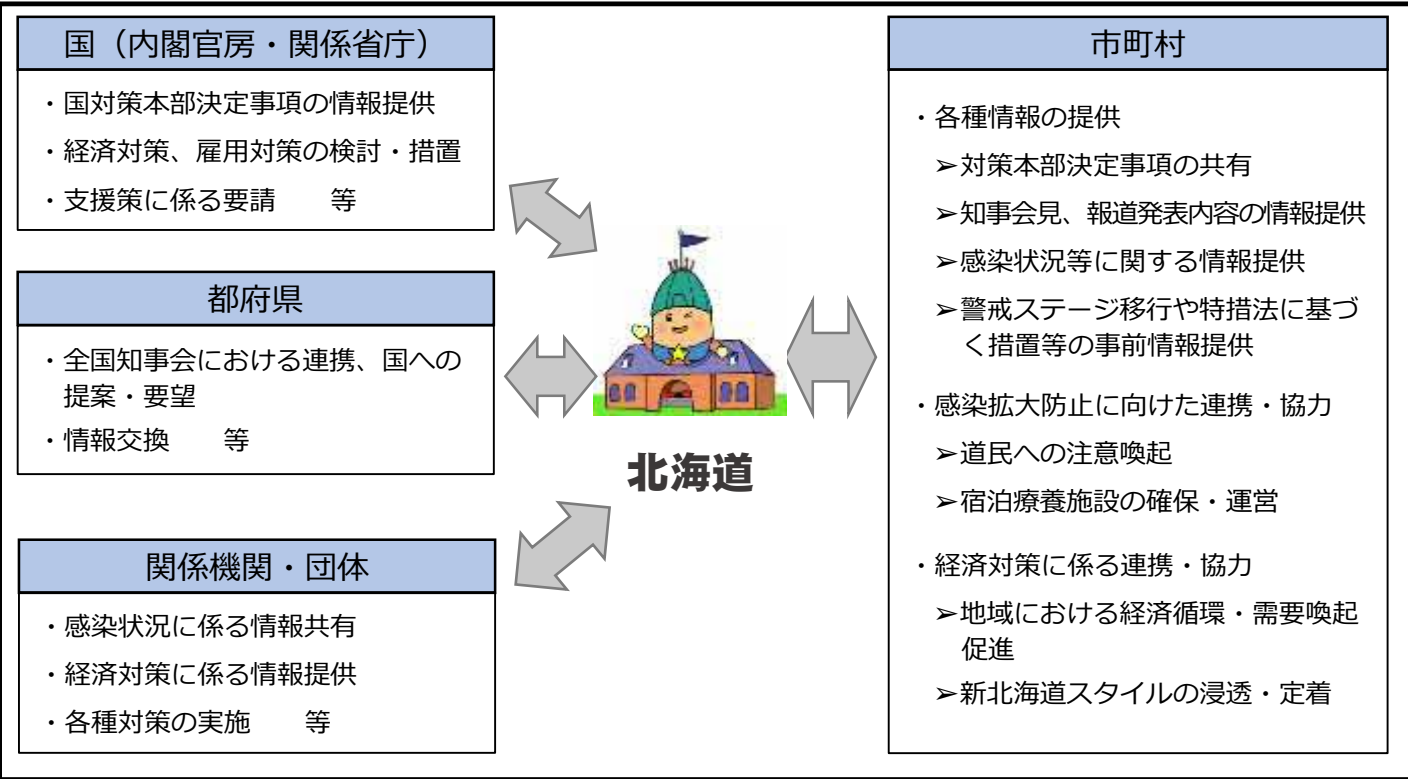 国（内閣官房・関係省庁）
・国対策本部決定事項の情報提供
・経済対策、雇用対策の検討・措置
・支援策に係る要請　　等
都府県
・全国知事会における連携、国への
提案・要望
・情報交換　　等
関係機関・団体
・感染状況に係る情報共有
・経済対策に係る情報提供
・各種対策の実施　　等
北海道
市町村
・各種情報の提供
➢対策本部決定事項の共有
➢知事会見、報道発表内容の情報提供
➢感染状況等に関する情報提供
➢警戒ステージ移行や特措法に基づ
く措置等の事前情報提供
・感染拡大防止に向けた連携・協力
➢道民への注意喚起
➢宿泊療養施設の確保・運営
・経済対策に係る連携・協力
➢地域における経済循環・需要喚起
促進
➢新北海道スタイルの浸透・定着